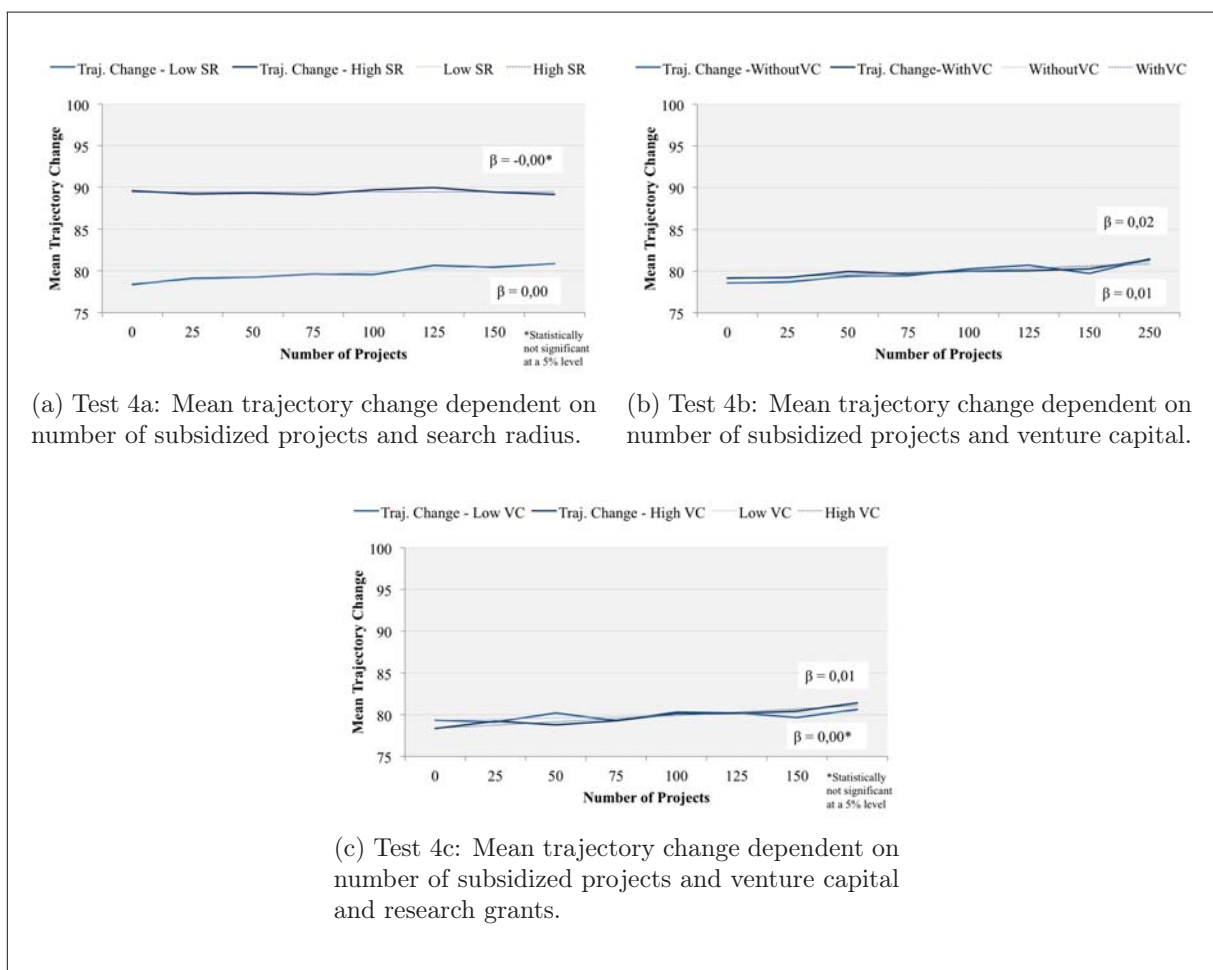 Traj. Change - Low SR Traj. Change - High SR Low SR High SR
100
95
90
85
80
75
Mean Trajectory Change
β = -0,00*
β = 0,00
0 25 50 75 100 125 150
*Statistically
not significant
at a 5% level
Number of Projects
(a) Test 4a: Mean trajectory change dependent on
number of subsidized projects and search radius.
Traj. Change -WithoutVC Traj. Change-WithVC WithoutVC WithVC
100
95
90
85
80
75
Mean Trajectory Change
β = 0,02
β = 0,01
0 25 50 75 100 125 150 250
Number of Projects
(b) Test 4b: Mean trajectory change dependent on
number of subsidized projects and venture capital.
Traj. Change - Low VC Traj. Change - High VC Low VC High VC
100
95
90
85
80
75
Mean Trajectory Change
β = 0,01
β = 0,00*
0 25 50 75 100 125 150
*Statistically
not significant
at a 5% level
Number of Projects
(c) Test 4c: Mean trajectory change dependent on
number of subsidized projects and venture capital
and research grants.